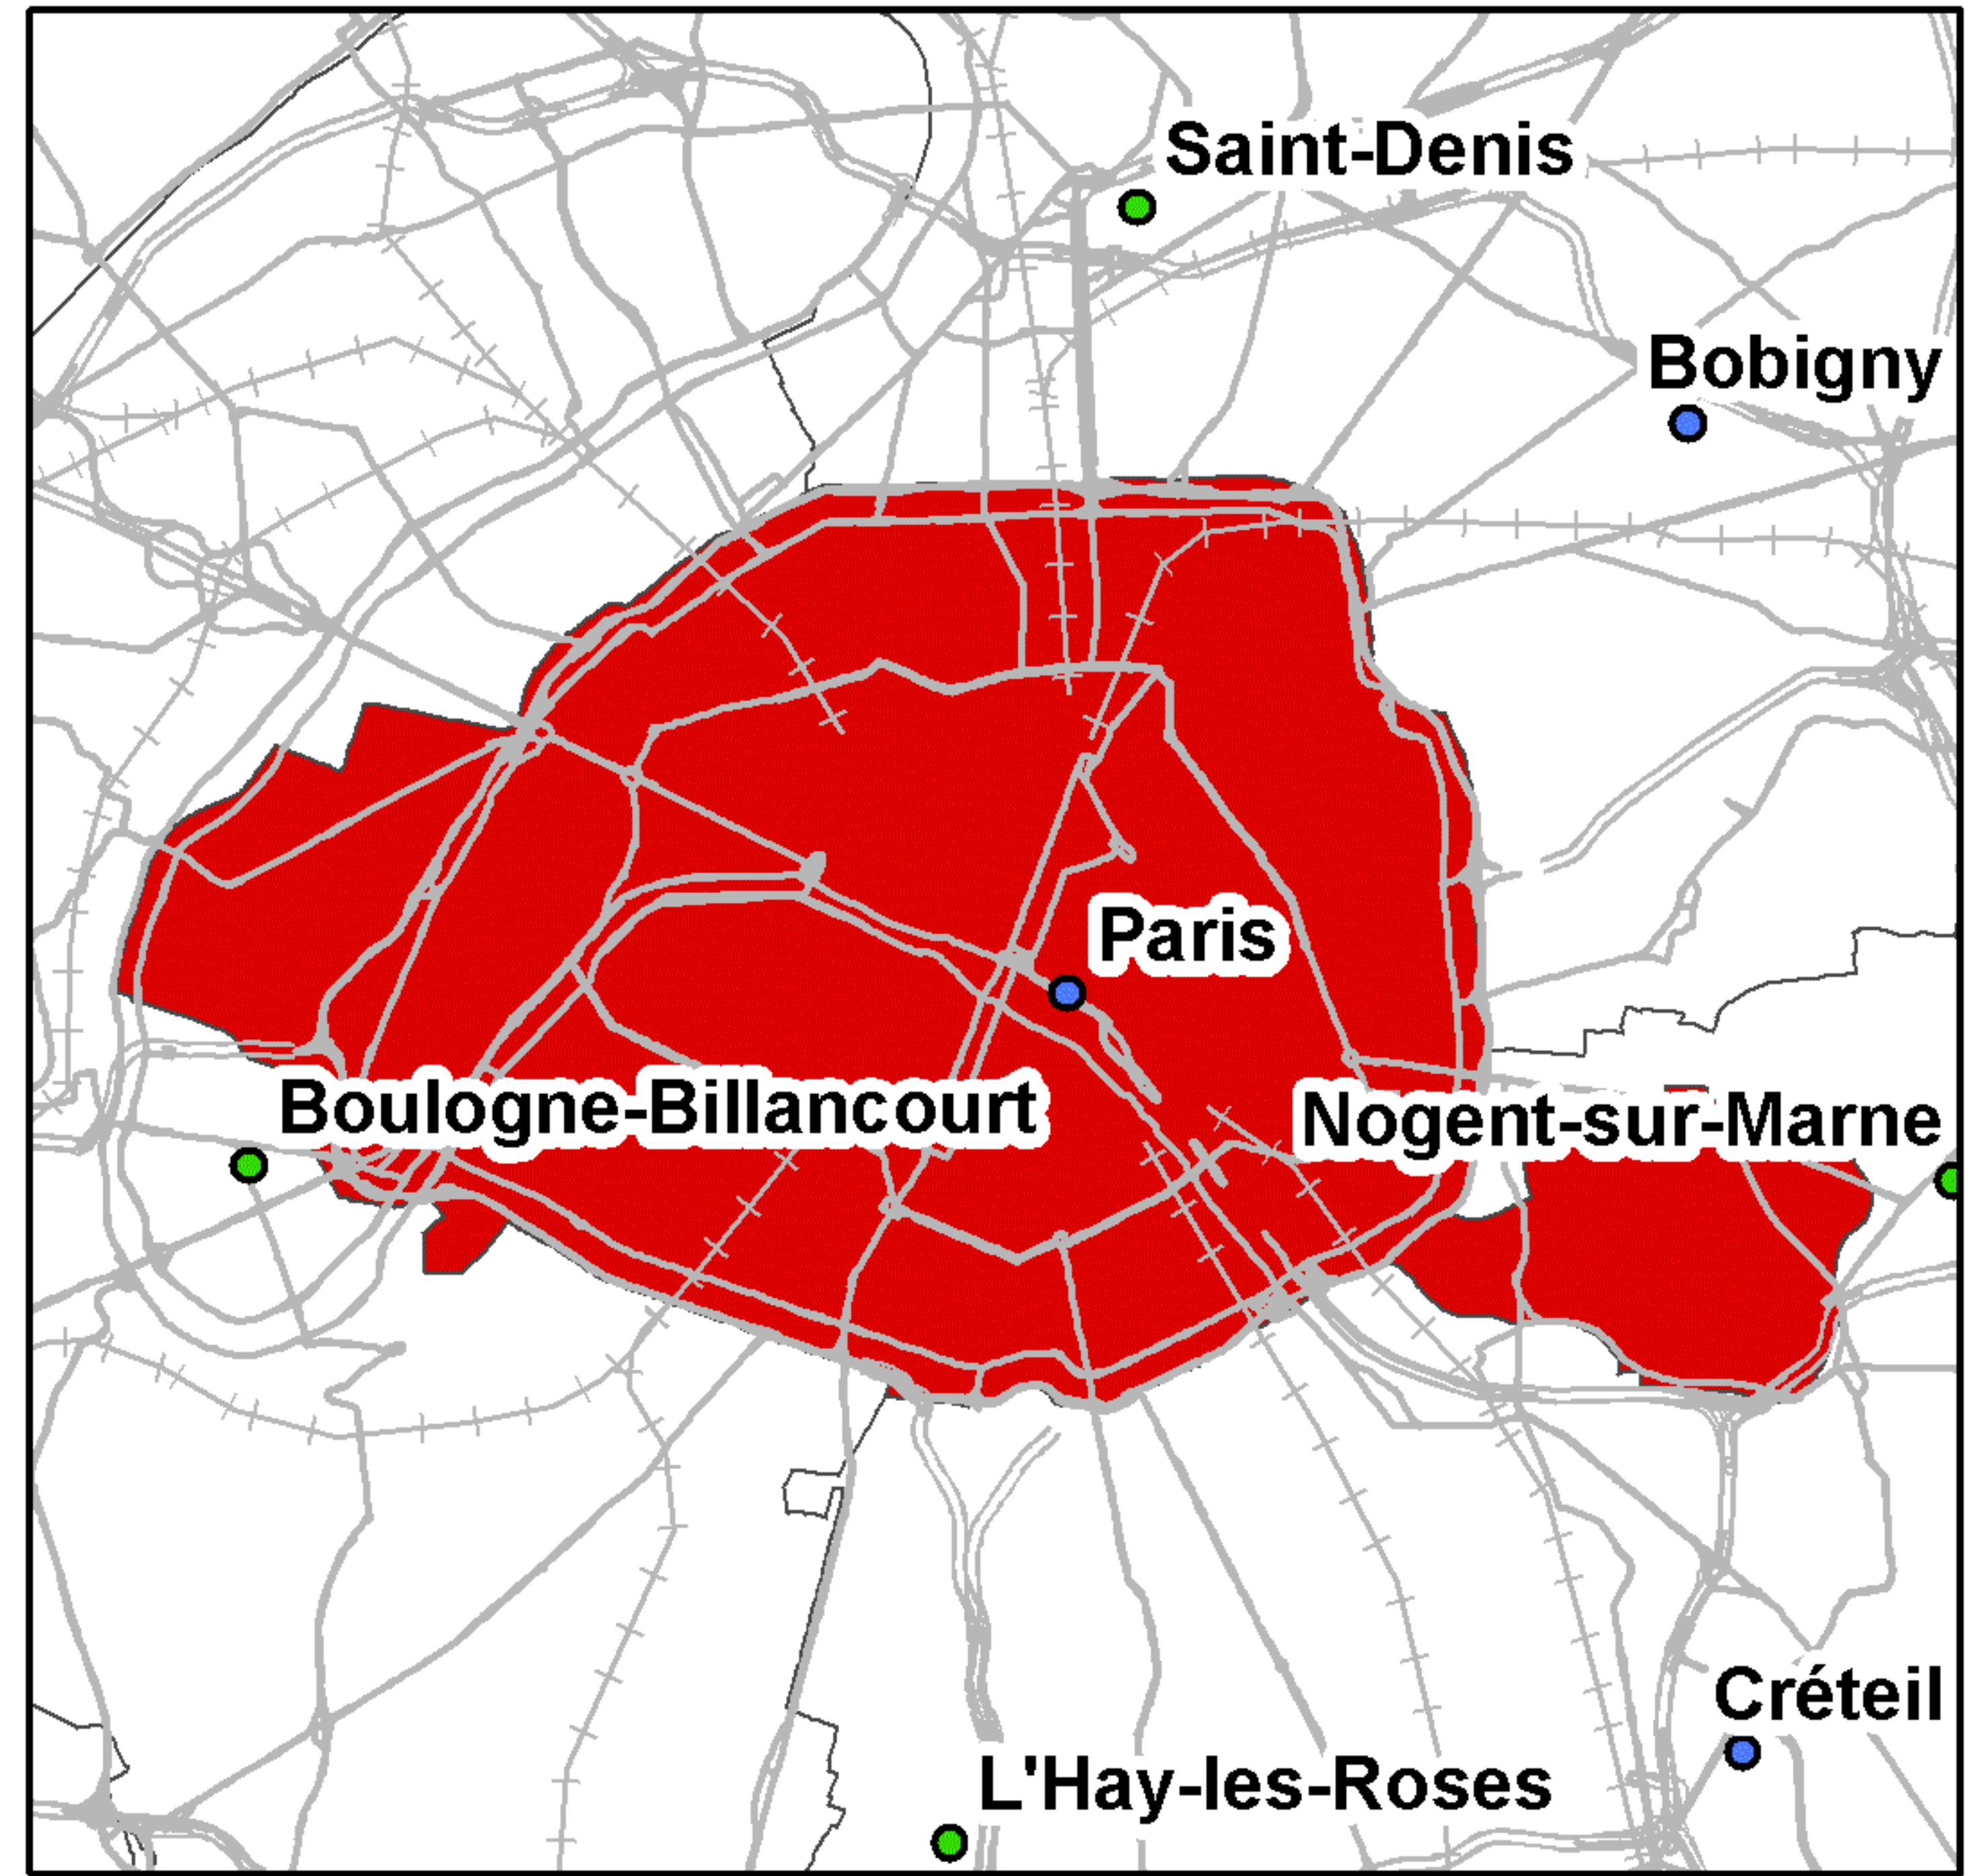 Saint-Denis
Bobigny
Paris
Boulogne-Billancourt
Nogent-sur-Marne
Créteil
L'Hay-les-Roses